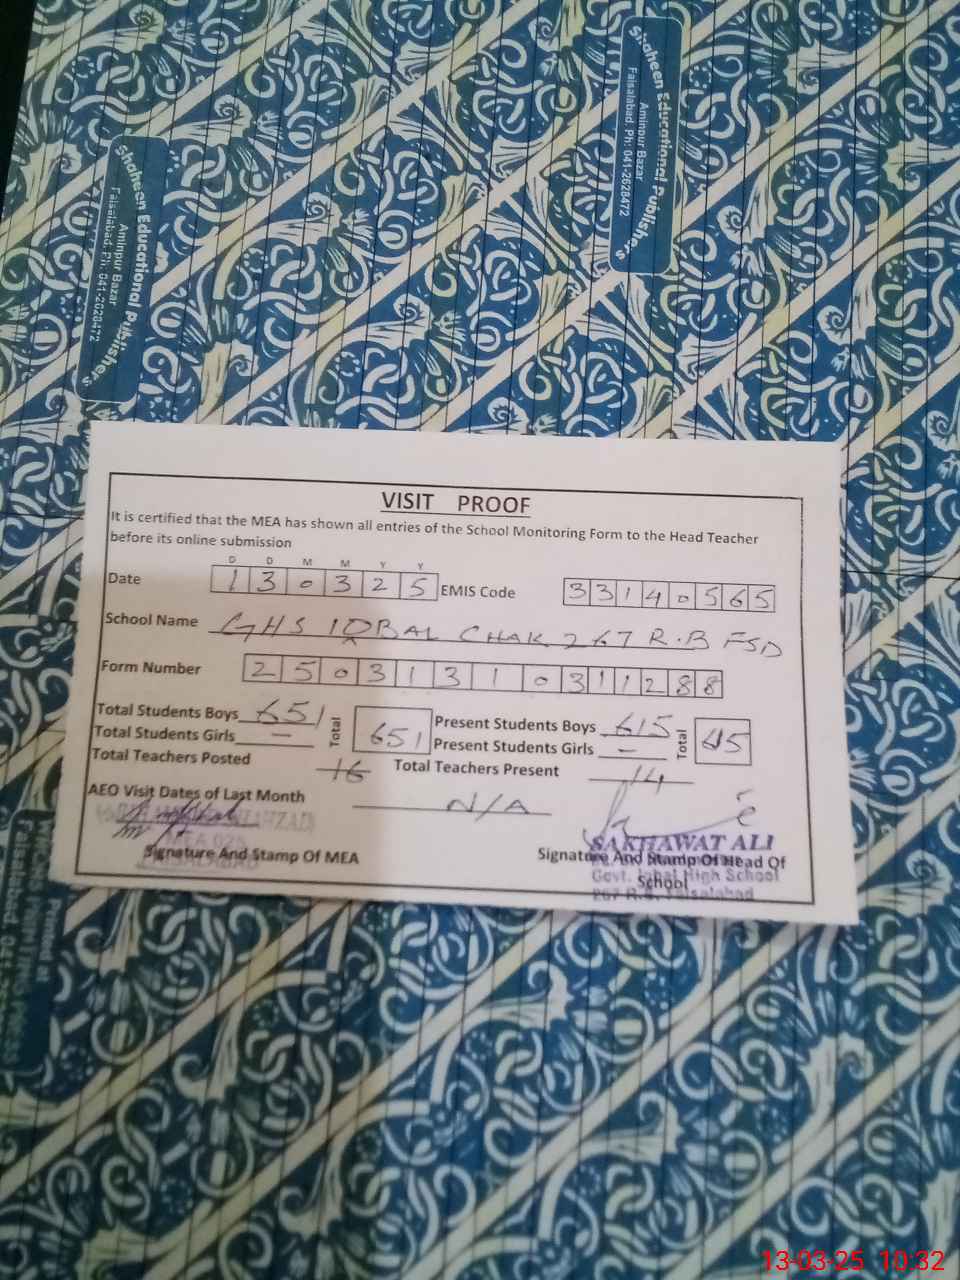 Shaheen Educational Publishers
Aminpur Bazar
Faisalabad. Ph: 041-2628472
Shaheen Educational Publishers
Aminpur Bazar
Faisalabad. Ph: 041-2628472
VISIT PROOF
It is certified that the MEA has shown all entries of the School Monitoring Form to the Head Teacher
before its online submission
D D M M Y Y
Date 1 3 0 3 2 5 EMIS Code 3 3 1 4 0 5 6 5
School Name GHS IQBAL CHAK 267 R.B FSD
Form Number 2 5 0 3 1 3 1 0 3 1 1 2 8 8
Total Students Boys 651 Total 651 Present Students Boys 615 Total
Total Students Girls — Present Students Girls —
Total Teachers Posted 16 Total Teachers Present 14
AEO Visit Dates of Last Month N/A
MEA 025
Signature And Stamp Of MEA
SAKHAWAT ALI
Signature And Stamp Of Head Of
School
Govt. Iqbal High School
267 R.B. Faisalabad
13-03-25 10:32